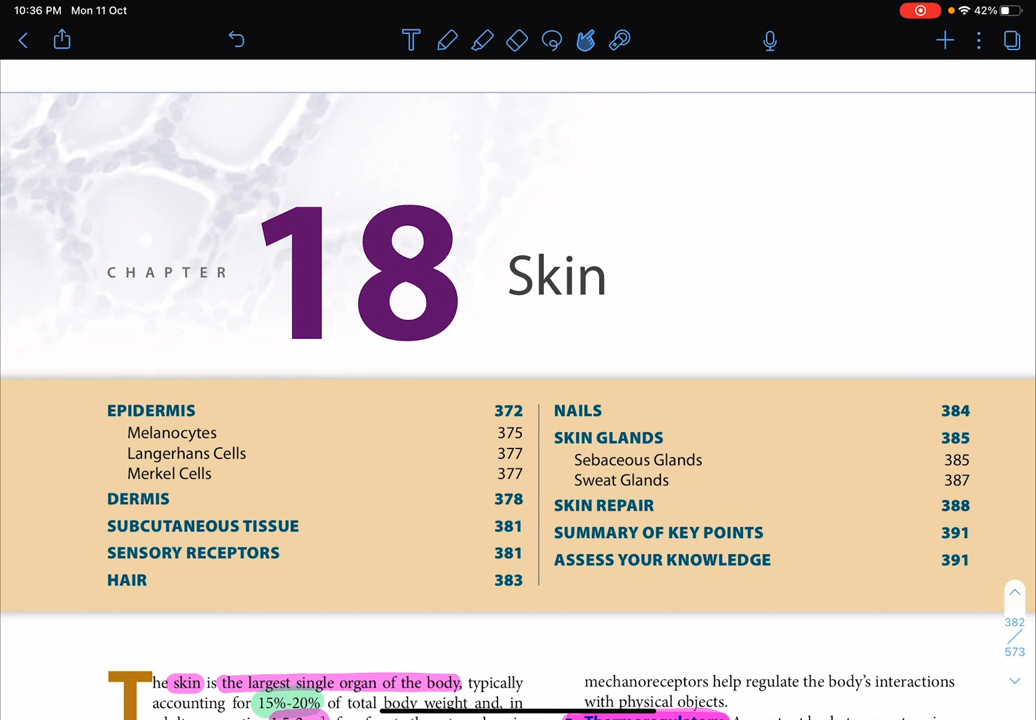 10:36 PM Mon 11 Oct
42%
T
CHAPTER 18 Skin
EPIDERMIS 372
Melanocytes 375
Langerhans Cells 377
Merkel Cells 377
DERMIS 378
SUBCUTANEOUS TISSUE 381
SENSORY RECEPTORS 381
HAIR 383
NAILS 384
SKIN GLANDS 385
Sebaceous Glands 385
Sweat Glands 387
SKIN REPAIR 388
SUMMARY OF KEY POINTS 391
ASSESS YOUR KNOWLEDGE 391
The skin is the largest single organ of the body, typically
accounting for 15%-20% of total body weight and, in
mechanoreceptors help regulate the body's interactions
with physical objects.
382
573